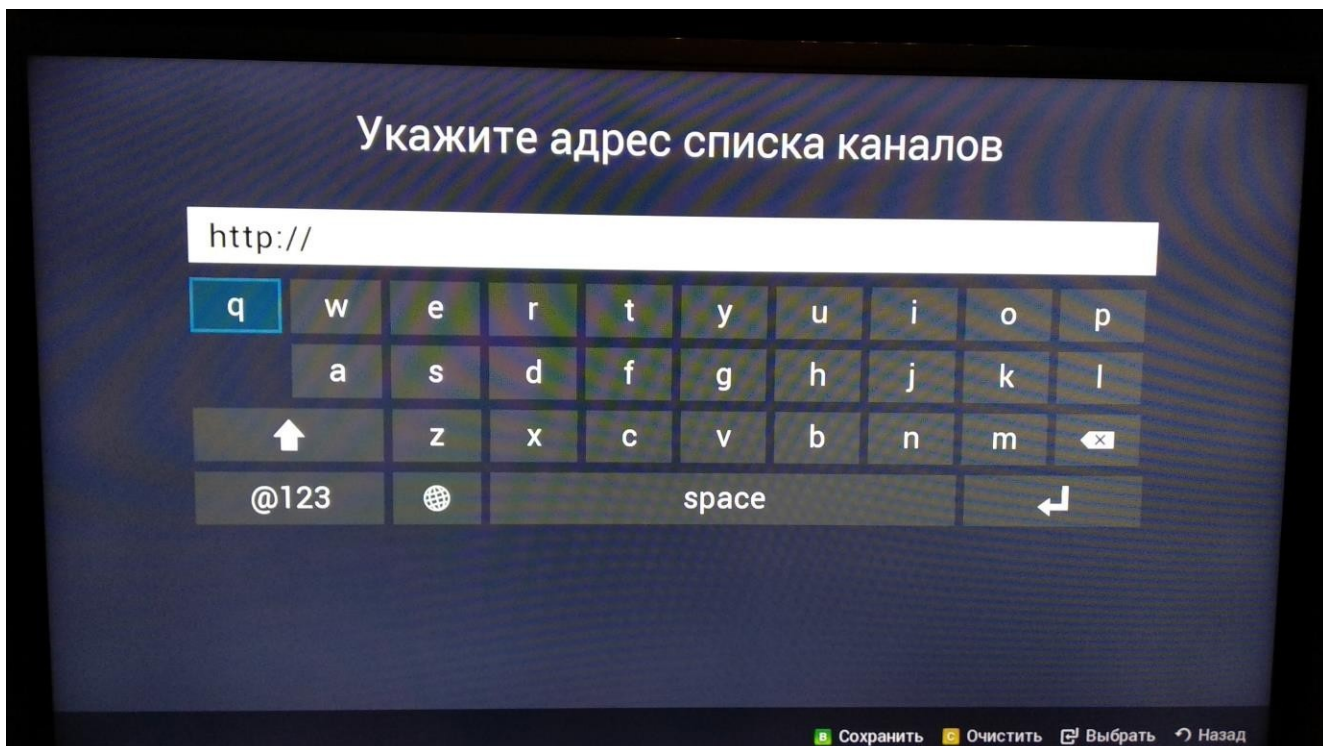 Укажите адрес списка каналов
http://
q w e r t y u i o p
a s d f g h j k l
z x c v b n m
@123 space
B Сохранить C Очистить Выбрать Назад